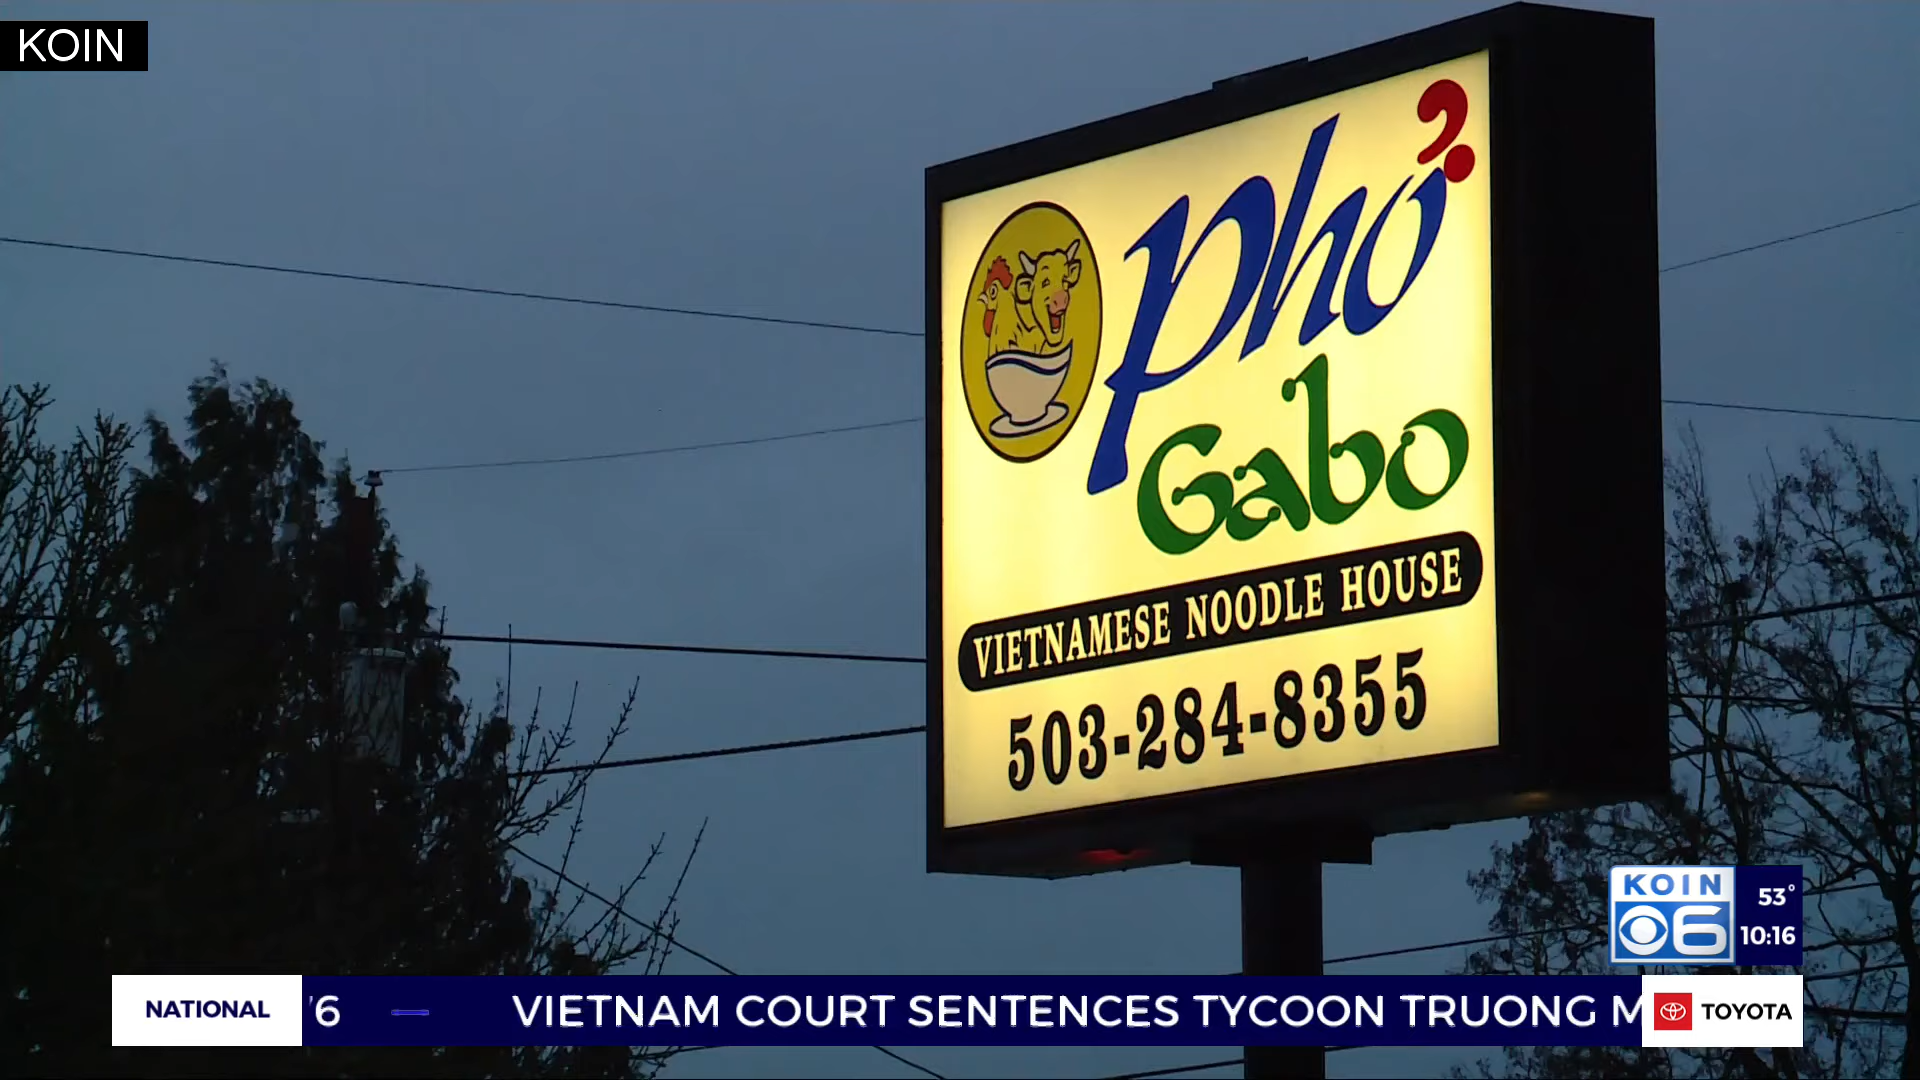 KOIN
Phở
Gabo
VIETNAMESE NOODLE HOUSE
503-284-8355
KOIN
6
53°
10:16
NATIONAL
'6 — VIETNAM COURT SENTENCES TYCOON TRUONG M
TOYOTA